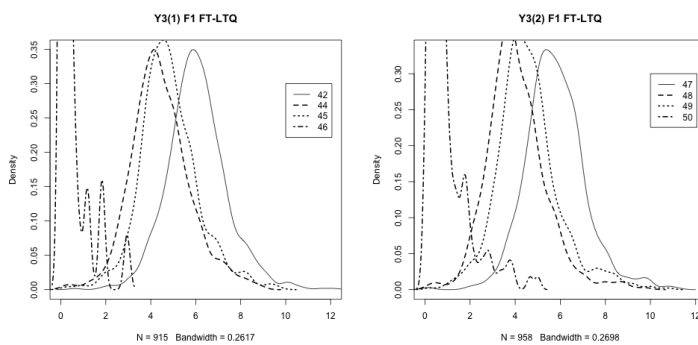 Y3(1) F1 FT-LTQ
Y3(2) F1 FT-LTQ
Density
0.00 0.05 0.10 0.15 0.20 0.25 0.30 0.35
42
44
45
46
0 2 4 6 8 10 12
N = 915 Bandwidth = 0.2617
Density
0.00 0.05 0.10 0.15 0.20 0.25 0.30
47
48
49
50
0 2 4 6 8 10 12
N = 958 Bandwidth = 0.2698